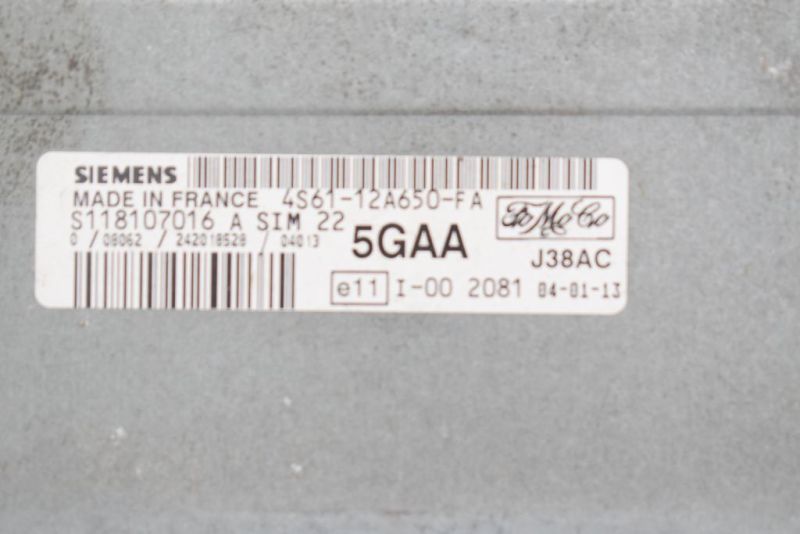 SIEMENS
MADE IN FRANCE 4S61-12A650-FA
S118107016 A SIM 22
FoMoCo
0 / 08062 / 242018528 / 04013
5GAA
J38AC
e11 I-00 2081 04-01-13